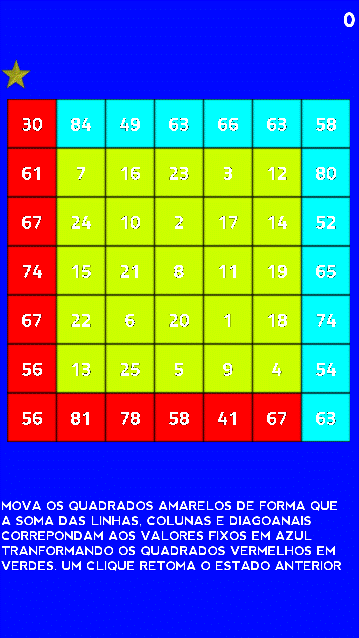 0
30 84 49 63 66 63 58
61 7 16 23 3 12 80
67 24 10 2 17 14 52
74 15 21 8 11 19 65
67 22 6 20 1 18 74
56 13 25 5 9 4 54
56 81 78 58 41 67 63
MOVA OS QUADRADOS AMARELOS DE FORMA QUE
A SOMA DAS LINHAS, COLUNAS E DIAGOANAIS
CORREPONDAM AOS VALORES FIXOS EM AZUL
TRANFORMANDO OS QUADRADOS VERMELHOS EM
VERDES. UM CLIQUE RETOMA O ESTADO ANTERIOR